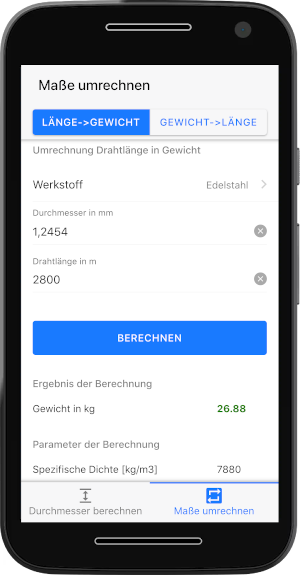 Maße umrechnen
LÄNGE->GEWICHT GEWICHT->LÄNGE
Umrechnung Drahtlänge in Gewicht
Werkstoff Edelstahl
Durchmesser in mm
1,2454
Drahtlänge in m
2800
BERECHNEN
Ergebnis der Berechnung
Gewicht in kg 26.88
Parameter der Berechnung
Spezifische Dichte [kg/m3] 7880
Durchmesser berechnen Maße umrechnen